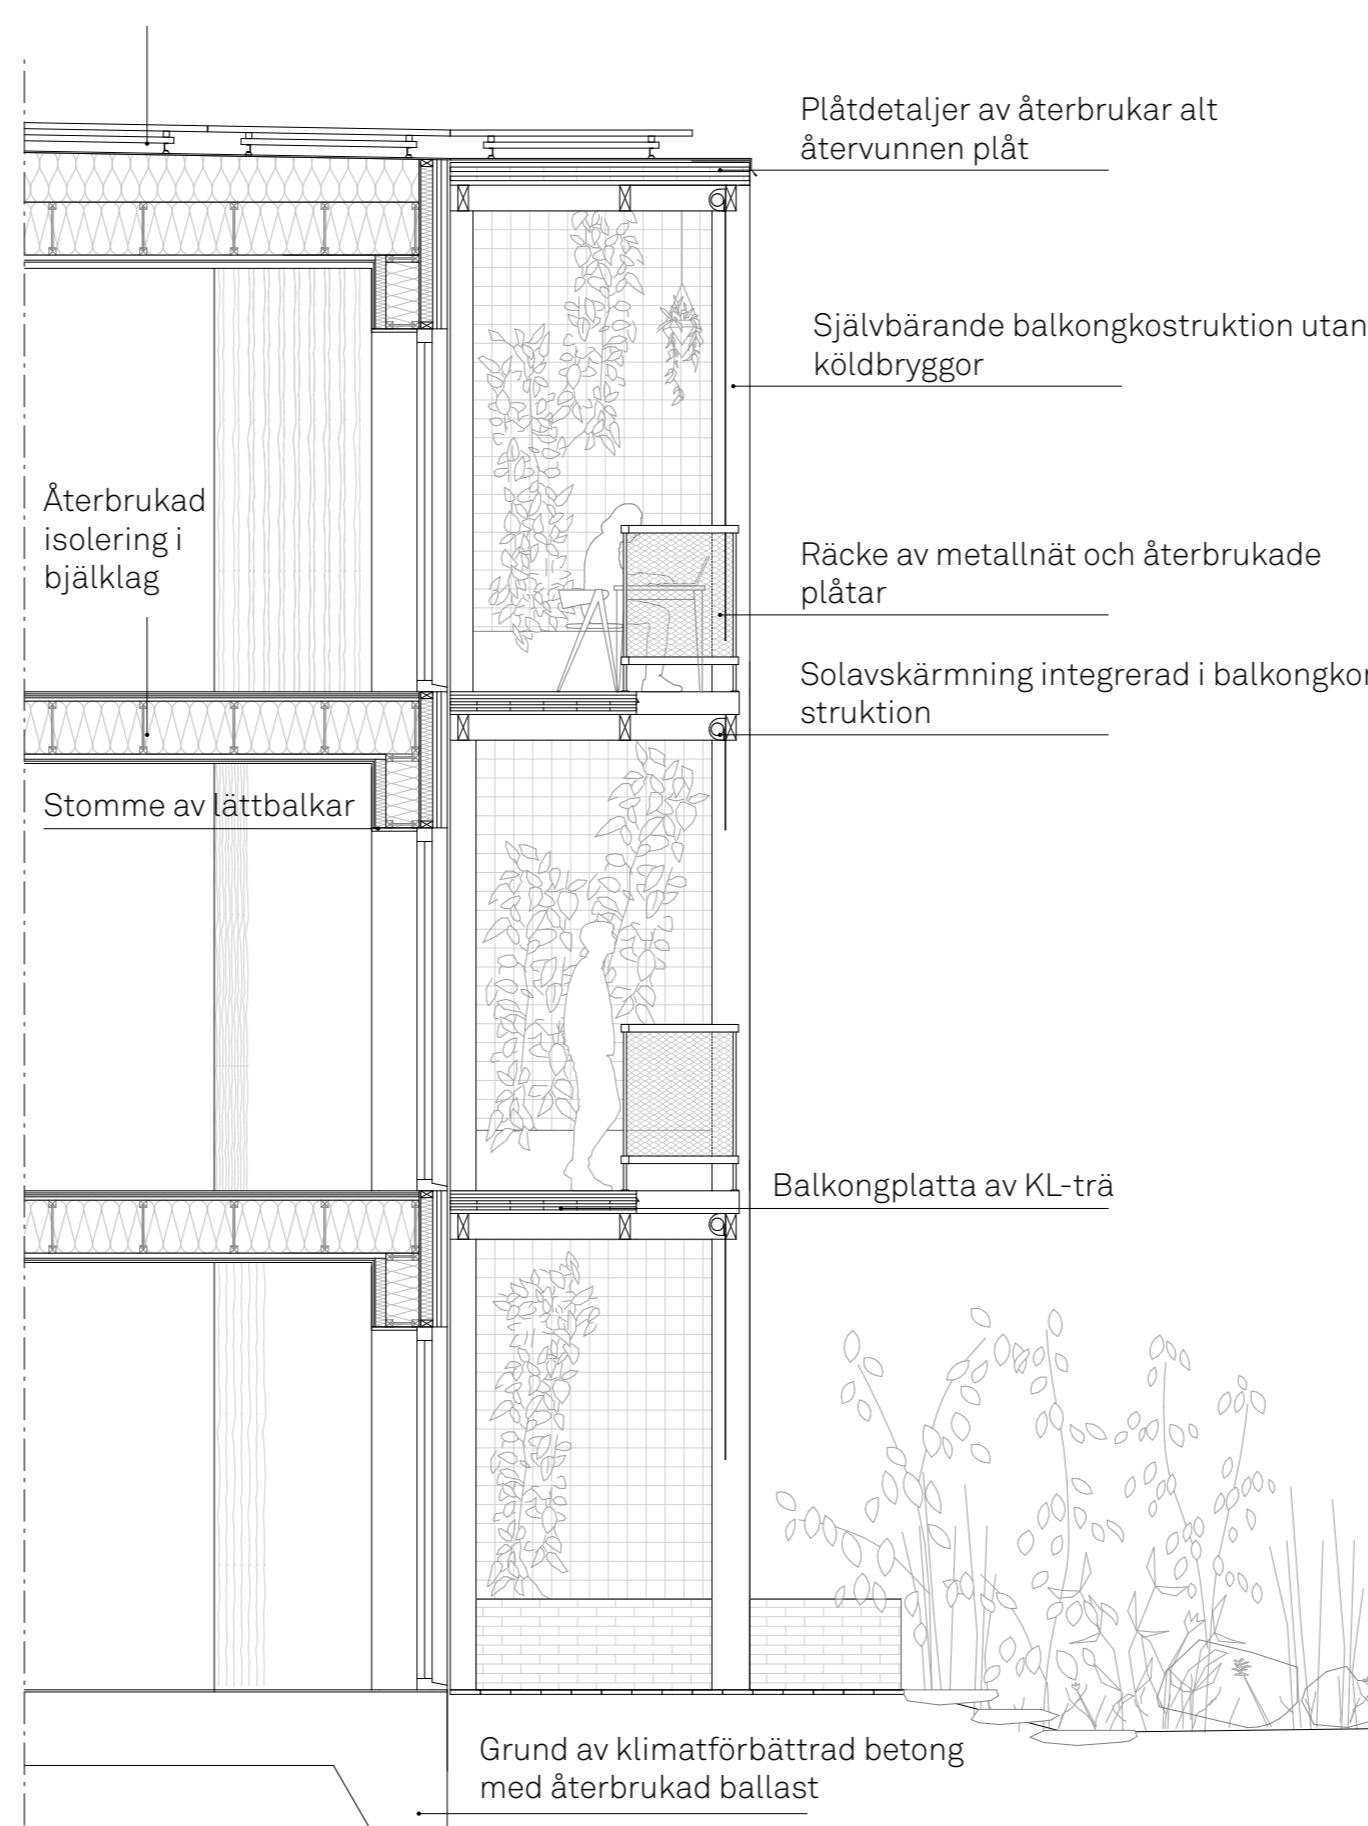 Plåtdetaljer av återbrukar alt
återvunnen plåt
Självbärande balkongkostruktion utan
köldbryggor
Återbrukad
isolering i
bjälklag
Räcke av metallnät och återbrukade
plåtar
Solavskärmning integrerad i balkongkon
struktion
Stomme av lättbalkar
Balkongplatta av KL-trä
Grund av klimatförbättrad betong
med återbrukad ballast